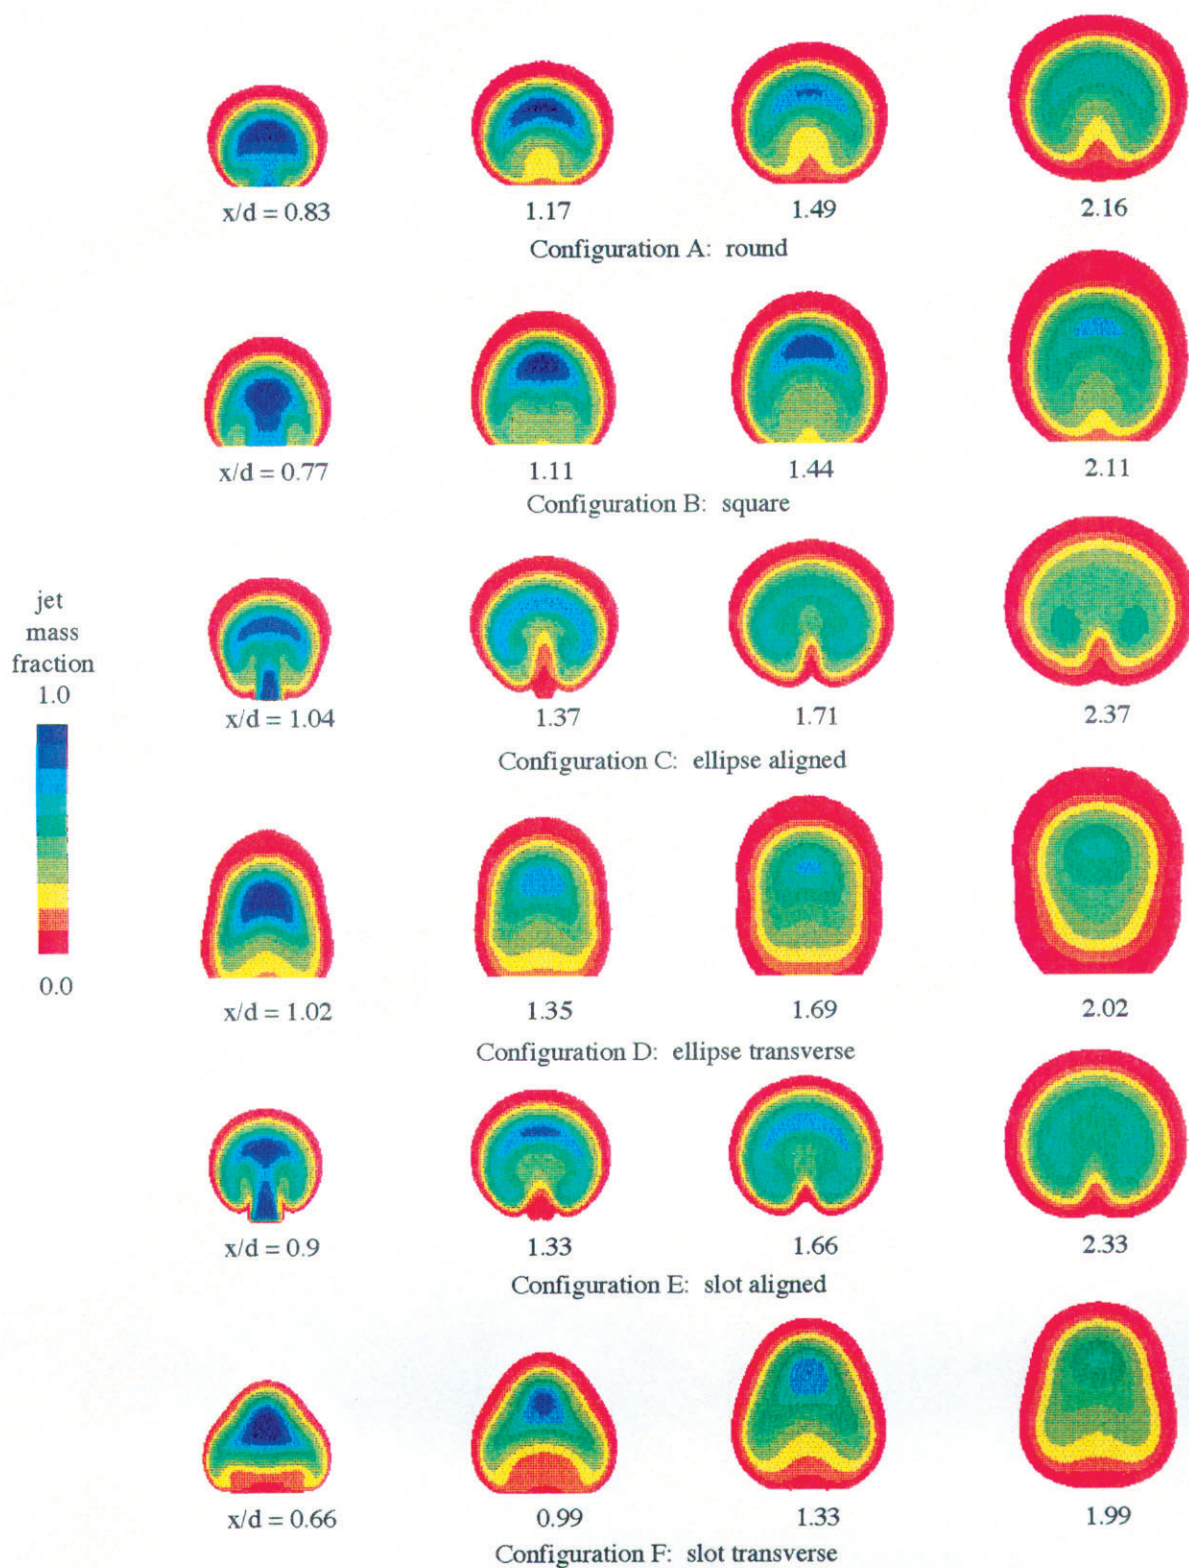 x/d = 0.83 1.17 1.49 2.16
Configuration A: round
x/d = 0.77 1.11 1.44 2.11
Configuration B: square
jet
mass
fraction
1.0
0.0
x/d = 1.04 1.37 1.71 2.37
Configuration C: ellipse aligned
x/d = 1.02 1.35 1.69 2.02
Configuration D: ellipse transverse
x/d = 0.9 1.33 1.66 2.33
Configuration E: slot aligned
x/d = 0.66 0.99 1.33 1.99
Configuration F: slot transverse